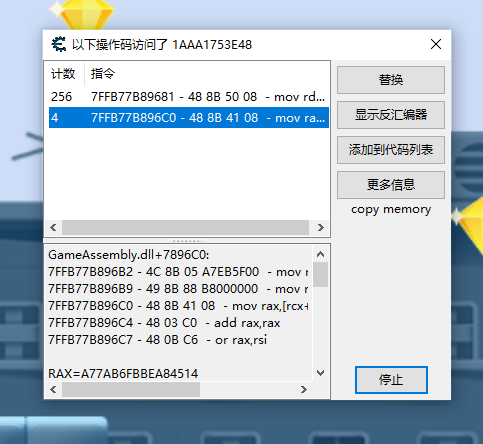 以下操作码访问了 1AAA1753E48
计数 指令
256 7FFB77B89681 - 48 8B 50 08 - mov rd...
4 7FFB77B896C0 - 48 8B 41 08 - mov ra...
替换
显示反汇编器
添加到代码列表
更多信息
copy memory
GameAssembly.dll+7896C0:
7FFB77B896B2 - 4C 8B 05 A7EB5F00 - mov r
7FFB77B896B9 - 49 8B 88 B8000000 - mov r
7FFB77B896C0 - 48 8B 41 08 - mov rax,[rcx+
7FFB77B896C4 - 48 03 C0 - add rax,rax
7FFB77B896C7 - 48 0B C6 - or rax,rsi
RAX=A77AB6FBBEA84514
停止